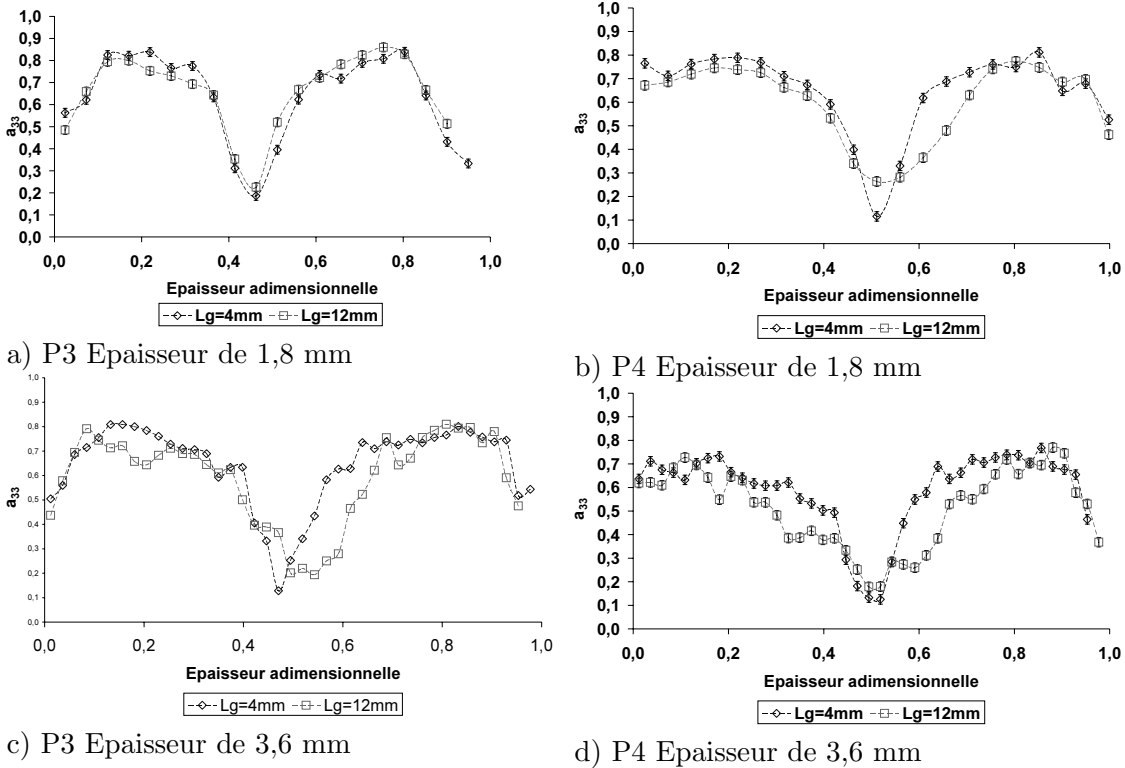 1,0
0,9
0,8
0,7
0,6
0,5
0,4
0,3
0,2
0,1
0,0
a33
0,0 0,2 0,4 0,6 0,8 1,0
Epaisseur adimensionnelle
Lg=4mm Lg=12mm
a) P3 Epaisseur de 1,8 mm
1,0
0,9
0,8
0,7
0,6
0,5
0,4
0,3
0,2
0,1
0,0
a33
0,0 0,2 0,4 0,6 0,8 1,0
Epaisseur adimensionnelle
Lg=4mm Lg=12mm
b) P4 Epaisseur de 1,8 mm
1,0
0,9
0,8
0,7
0,6
0,5
0,4
0,3
0,2
0,1
0,0
a33
0,0 0,2 0,4 0,6 0,8 1,0
Epaisseur adimensionnelle
Lg=4mm Lg=12mm
c) P3 Epaisseur de 3,6 mm
1,0
0,9
0,8
0,7
0,6
0,5
0,4
0,3
0,2
0,1
0,0
a33
0,0 0,2 0,4 0,6 0,8 1,0
Epaisseur adimensionnelle
Lg=4mm Lg=12mm
d) P4 Epaisseur de 3,6 mm